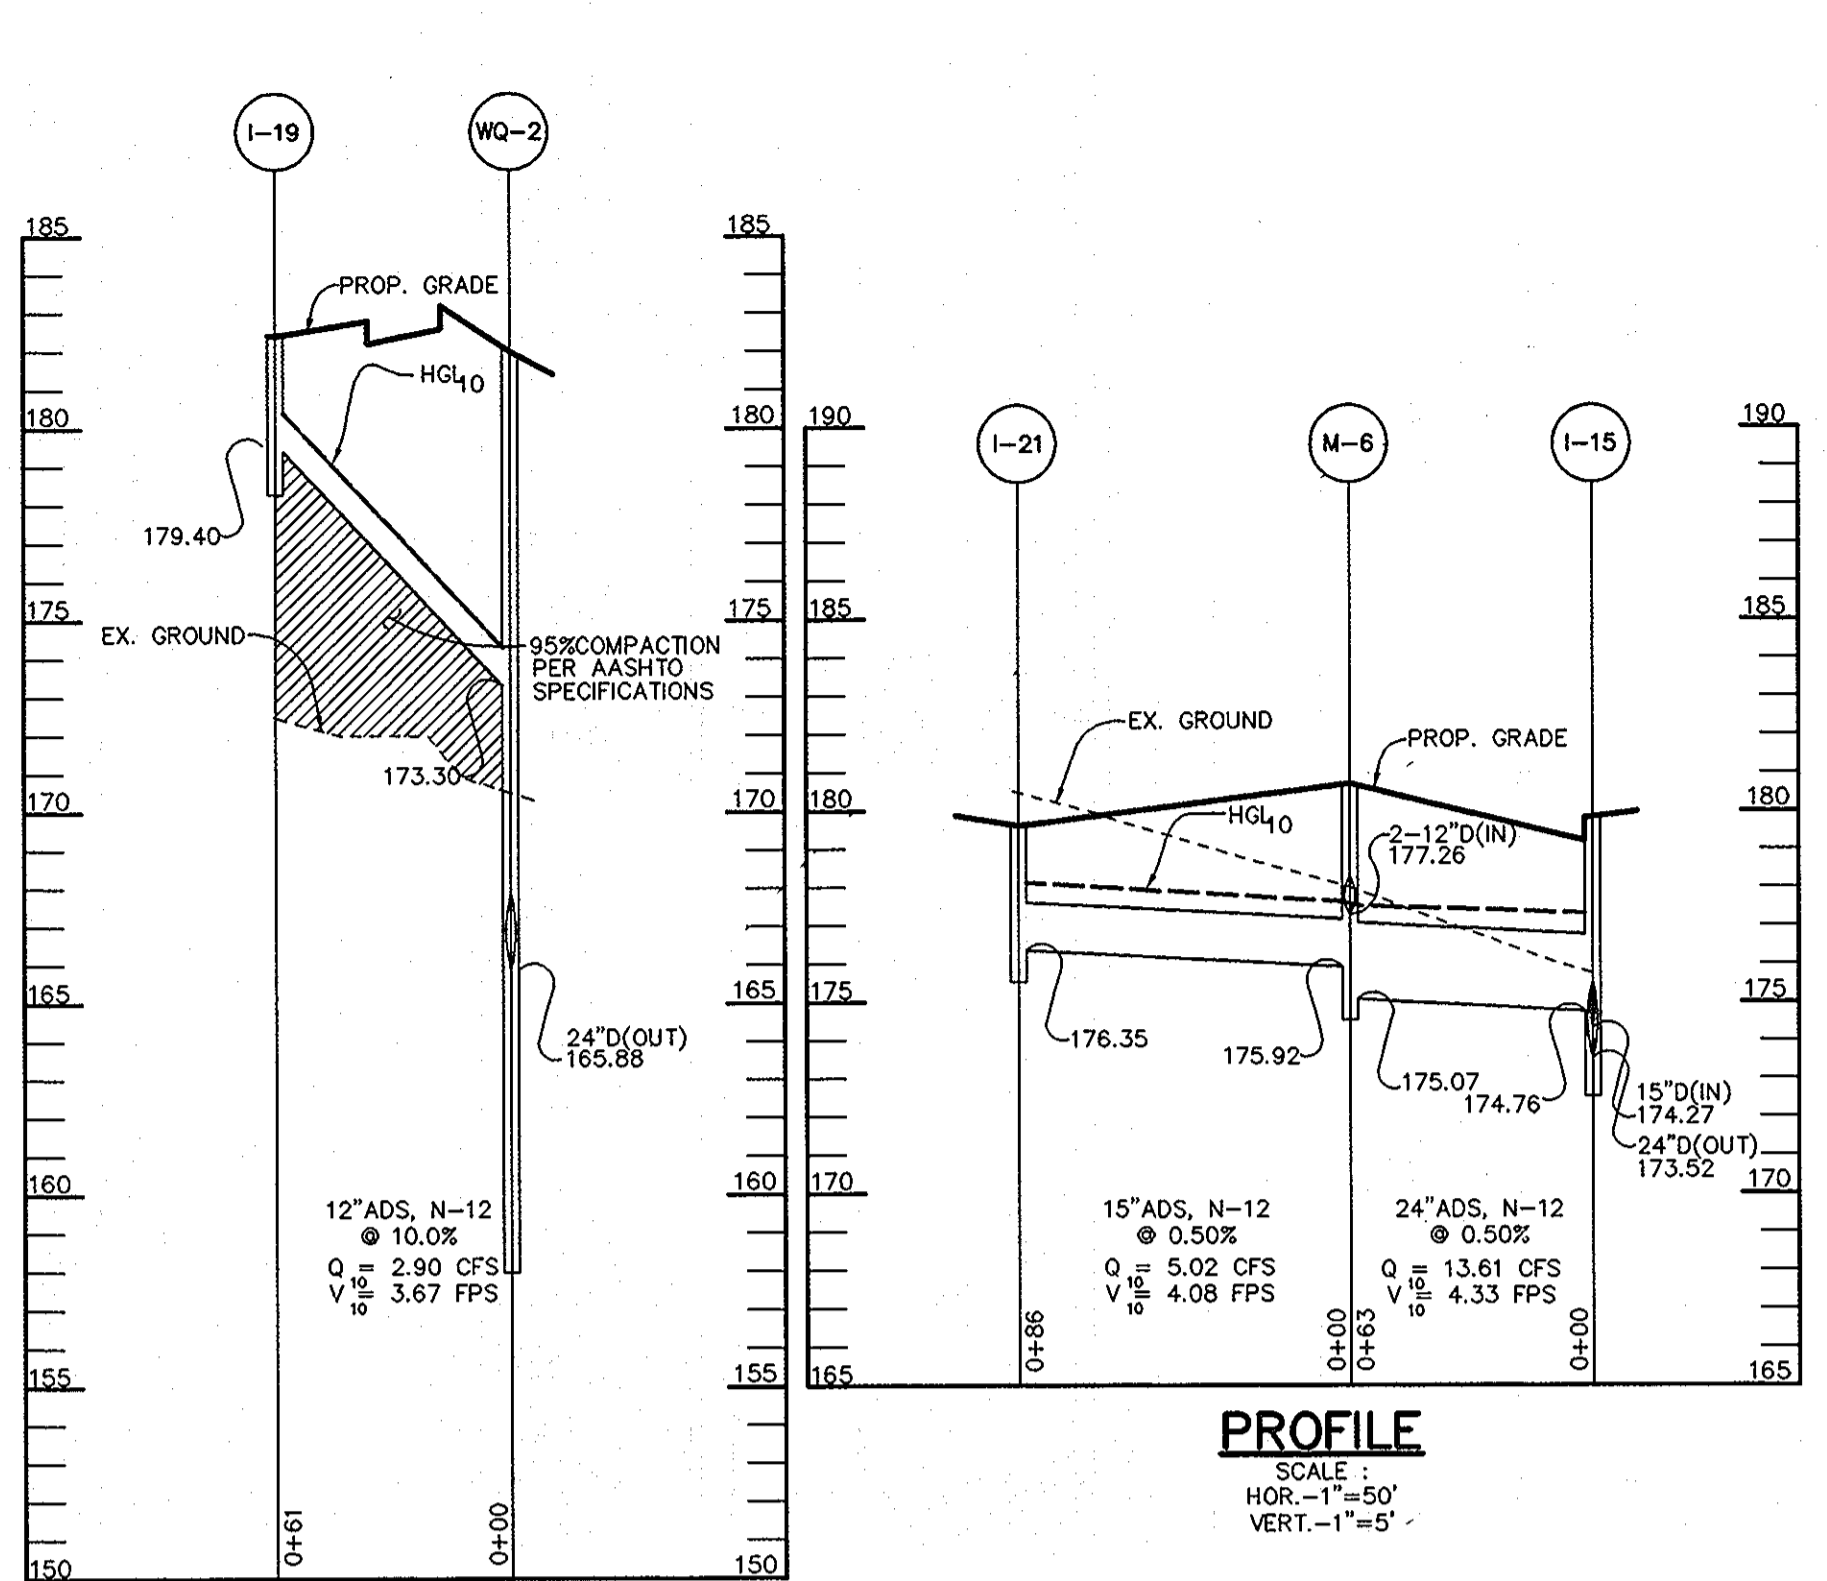 I-19
WQ-2
185
185
PROP. GRADE
HGL10
180
180
179.40
175
175
EX. GROUND
95%COMPACTION
PER AASHTO
SPECIFICATIONS
173.30
170
170
165
165
24"D(OUT)
165.88
160
160
12"ADS, N-12
@ 10.0%
Q10= 2.90 CFS
V10= 3.67 FPS
155
155
0+61
0+00
150
150
190
190
I-21
M-6
I-15
185
185
EX. GROUND
PROP. GRADE
180
180
HGL10
2-12"D(IN)
177.26
175
175
176.35
175.92
175.07
174.76
15"D(IN)
174.27
24"D(OUT)
173.52
170
170
15"ADS, N-12
@ 0.50%
Q10= 5.02 CFS
V10= 4.08 FPS
24"ADS, N-12
@ 0.50%
Q10= 13.61 CFS
V10= 4.33 FPS
0+86
0+00
0+63
0+00
165
165
PROFILE
SCALE :
HOR.-1"=50'
VERT.-1"=5'